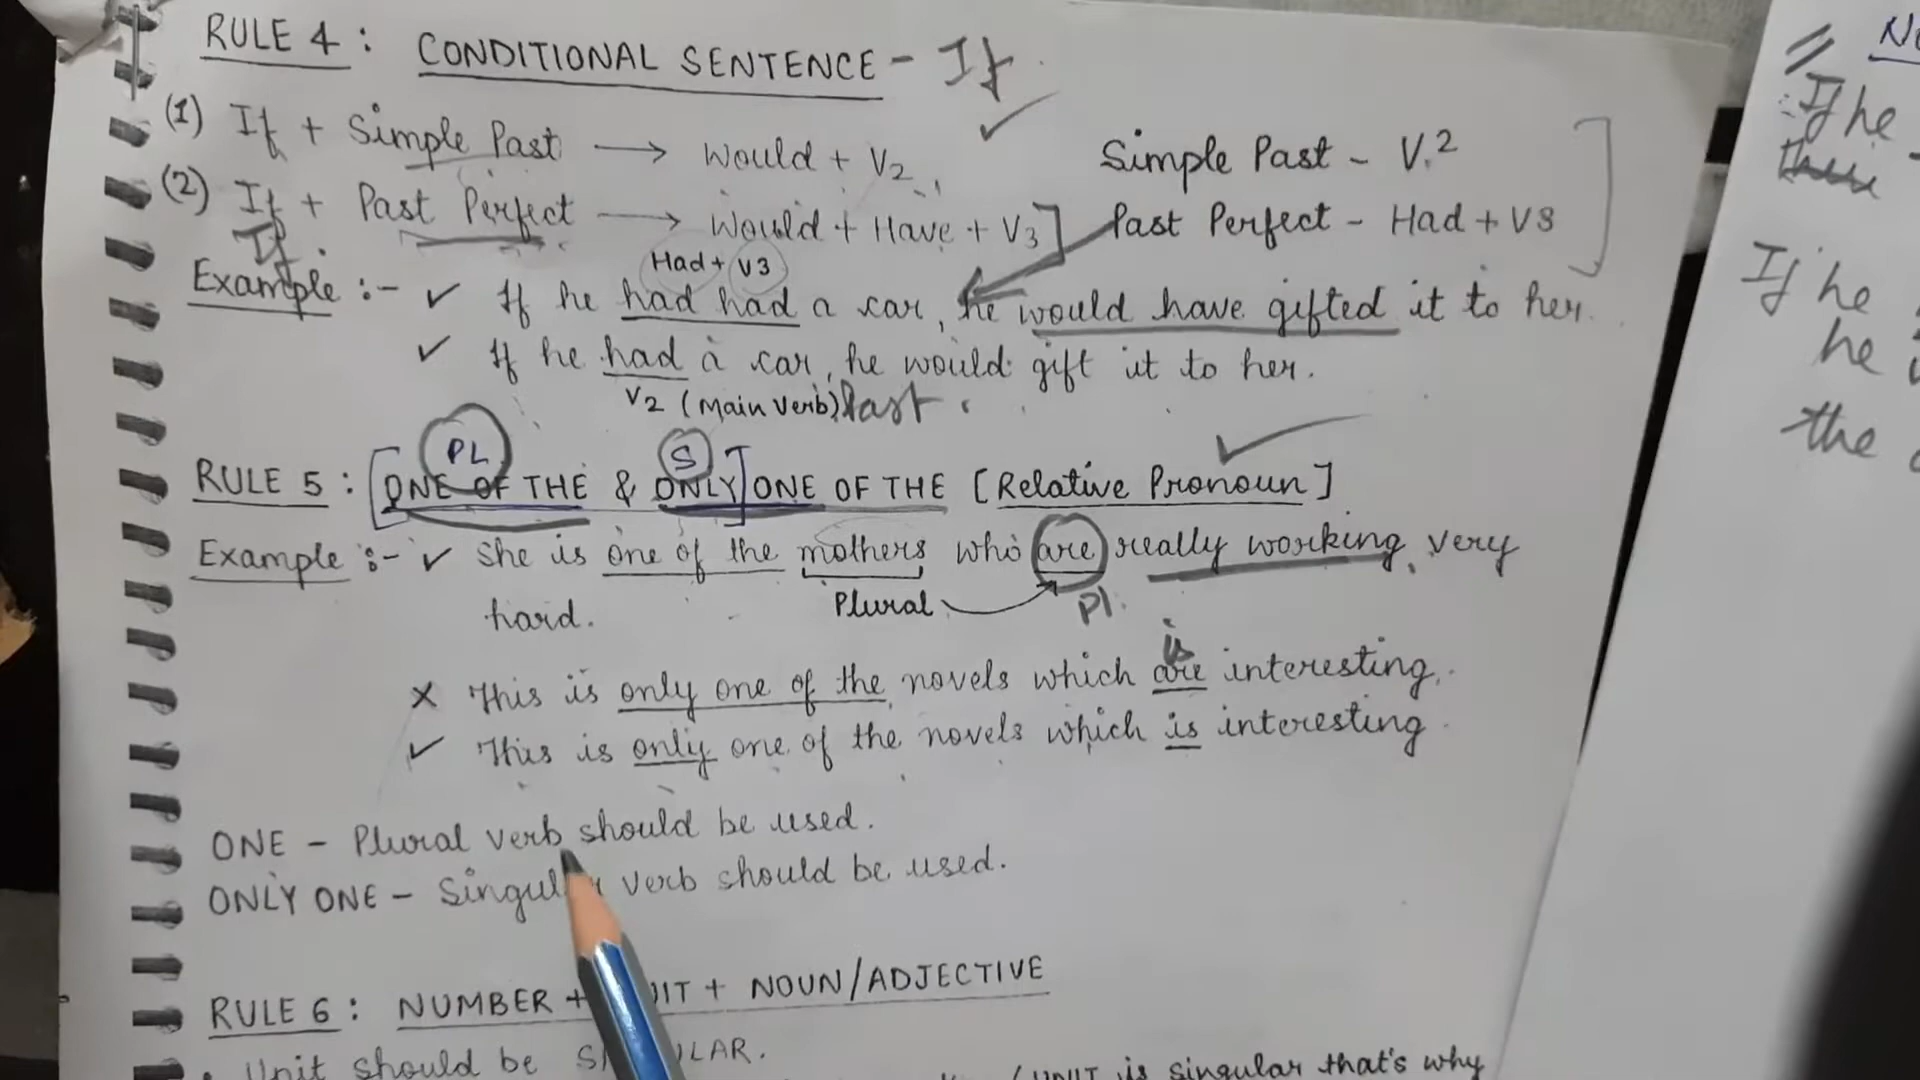 RULE 4 : CONDITIONAL SENTENCE - If
(1) If + Simple Past → Would + V2
Simple Past - V.2
(2) If + Past Perfect → Would + Have + V3]
Past Perfect - Had + V3
If
Had + V3
Example :- ✓ If he had had a car, he would have gifted it to her.
✓ If he had a car, he would gift it to her.
V2 (Main verb) Past
PL
S
RULE 5 : [ONE OF THE & ONLY] ONE OF THE [Relative Pronoun]
Example :- ✓ She is one of the mothers who are really working very
Plural
Pl.
hard.
is
X This is only one of the novels which are interesting.
✓ This is only one of the novels which is interesting
ONE - Plural verb should be used.
ONLY ONE - Singul verb should be used.
RULE 6 : NUMBER + IT + NOUN/ADJECTIVE
Unit should be S LAR.
/UNIT is singular that's why
If he
If he
he
the